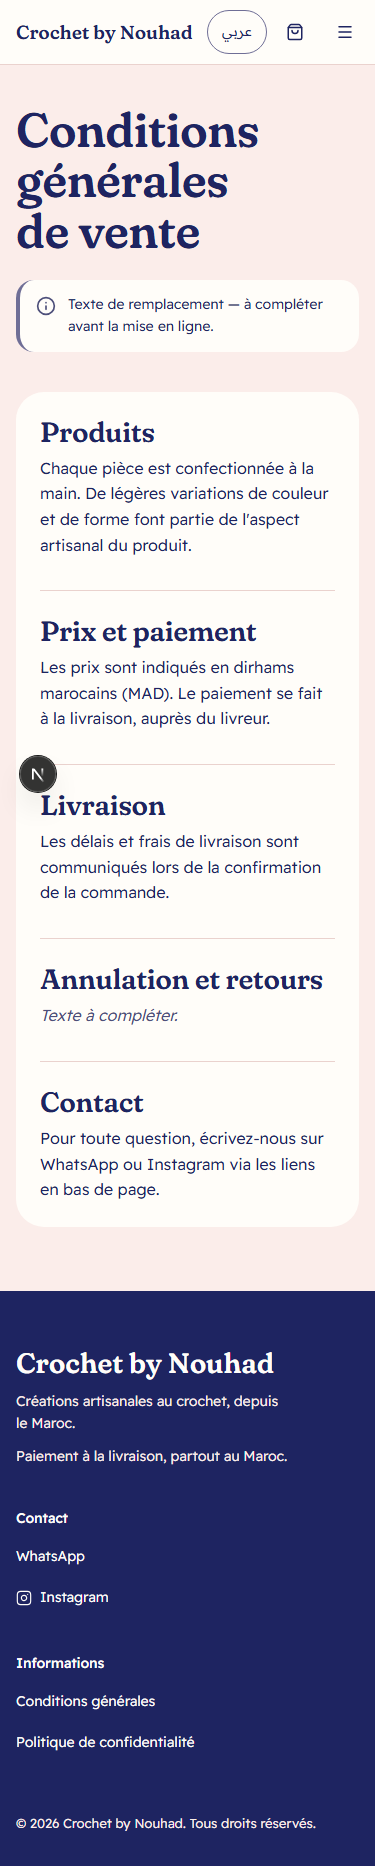 Crochet by Nouhad
عربي
Conditions
générales
de vente
Texte de remplacement — à compléter
avant la mise en ligne.
Produits
Chaque pièce est confectionnée à la
main. De légères variations de couleur
et de forme font partie de l'aspect
artisanal du produit.
Prix et paiement
Les prix sont indiqués en dirhams
marocains (MAD). Le paiement se fait
à la livraison, auprès du livreur.
N
Livraison
Les délais et frais de livraison sont
communiqués lors de la confirmation
de la commande.
Annulation et retours
Texte à compléter.
Contact
Pour toute question, écrivez-nous sur
WhatsApp ou Instagram via les liens
en bas de page.
Crochet by Nouhad
Créations artisanales au crochet, depuis
le Maroc.
Paiement à la livraison, partout au Maroc.
Contact
WhatsApp
Instagram
Informations
Conditions générales
Politique de confidentialité
© 2026 Crochet by Nouhad. Tous droits réservés.